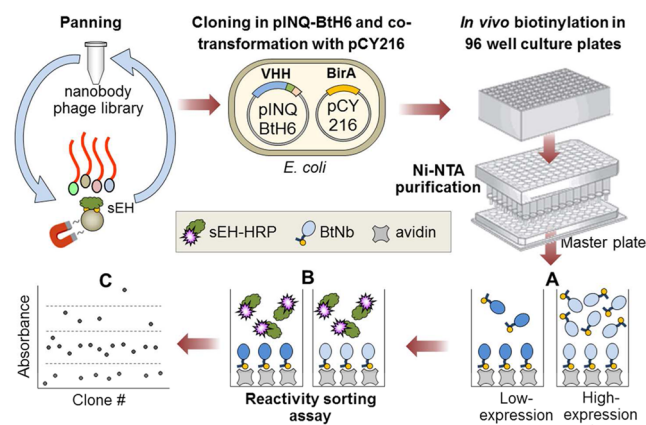 Panning
nanobody
phage library
sEH
Cloning in pINQ-BtH6 and co-
transformation with pCY216
VHH
BirA
pINQ
BtH6
pCY
216
E. coli
In vivo biotinylation in
96 well culture plates
Ni-NTA
purification
Master plate
sEH-HRP
BtNb
avidin
A
Low-
expression
High-
expression
B
Reactivity sorting
assay
C
Absorbance
Clone #